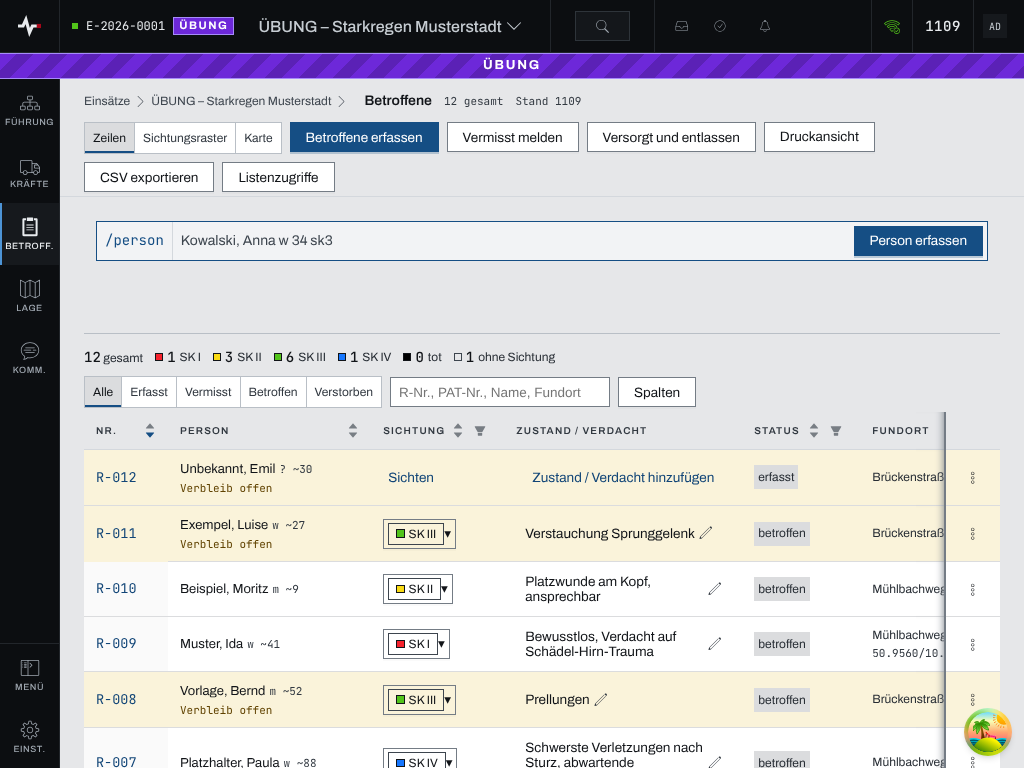 E-2026-0001 ÜBUNG ÜBUNG – Starkregen Musterstadt 1109 AD
ÜBUNG
FÜHRUNG
KRÄFTE
BETROFF.
LAGE
KOMM.
MENÜ
EINST.
Einsätze ÜBUNG – Starkregen Musterstadt Betroffene 12 gesamt Stand 1109
Zeilen Sichtungsraster Karte Betroffene erfassen Vermisst melden Versorgt und entlassen Druckansicht
CSV exportieren Listenzugriffe
/person Kowalski, Anna w 34 sk3 Person erfassen
12 gesamt 1 SK I 3 SK II 6 SK III 1 SK IV 0 tot 1 ohne Sichtung
Alle Erfasst Vermisst Betroffen Verstorben R-Nr., PAT-Nr., Name, Fundort Spalten
NR. PERSON SICHTUNG ZUSTAND / VERDACHT STATUS FUNDORT
R-012 Unbekannt, Emil ? ~30 Sichten Zustand / Verdacht hinzufügen erfasst Brückenstraß
Verbleib offen
R-011 Exempel, Luise w ~27 SK III Verstauchung Sprunggelenk betroffen Brückenstraß
Verbleib offen
R-010 Beispiel, Moritz m ~9 SK II Platzwunde am Kopf, betroffen Mühlbachweg
ansprechbar
R-009 Muster, Ida w ~41 SK I Bewusstlos, Verdacht auf betroffen Mühlbachweg
Schädel-Hirn-Trauma 50.9560/10.
R-008 Vorlage, Bernd m ~52 SK III Prellungen betroffen Brückenstraß
Verbleib offen
R-007 Platzhalter, Paula w ~88 SK IV Schwerste Verletzungen nach betroffen Mühlbachweg
Sturz, abwartende